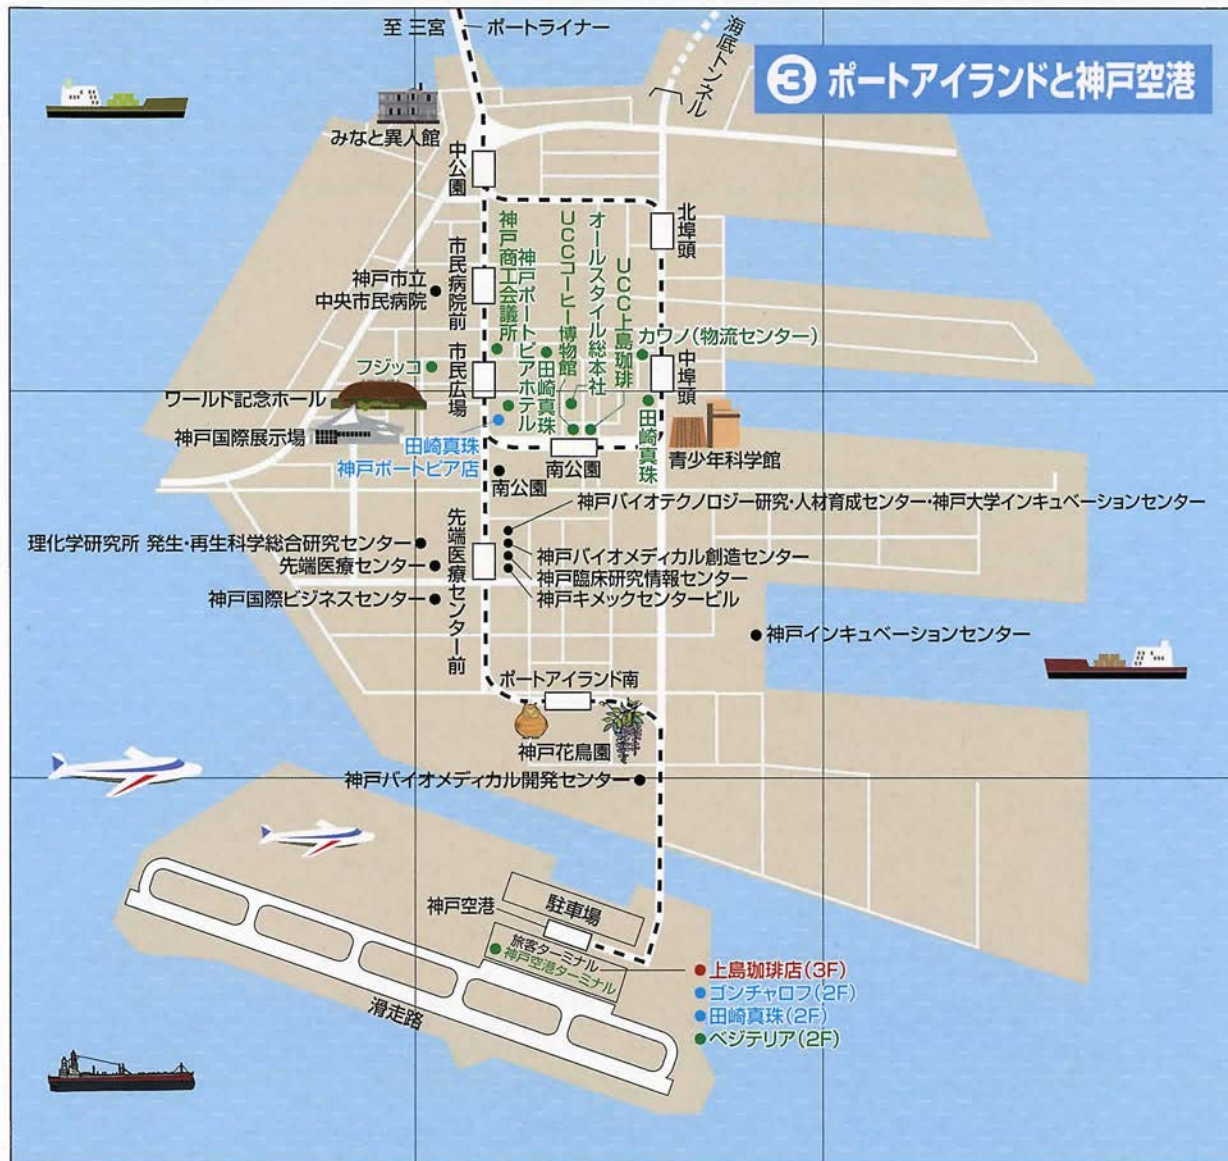 至 三宮
ポートライナー
海底トンネル
3 ポートアイランドと神戸空港
みなと異人館
中公園
北埠頭
神戸市立
中央市民病院
市民病院前
神戸商工会議所
神戸ポートピアホテル
田崎真珠
UCCコーヒー博物館
オールスタイル総本社
UCC上島珈琲
カワノ(物流センター)
フジッコ
市民広場
中埠頭
ワールド記念ホール
神戸国際展示場
田崎真珠
神戸ポートピア店
南公園
南公園
田崎真珠
青少年科学館
神戸バイオテクノロジー研究・人材育成センター・神戸大学インキュベーションセンター
理化学研究所 発生・再生科学総合研究センター
先端医療センター
神戸国際ビジネスセンター
先端医療センター前
神戸バイオメディカル創造センター
神戸臨床研究情報センター
神戸キメックセンタービル
神戸インキュベーションセンター
ポートアイランド南
神戸花鳥園
神戸バイオメディカル開発センター
神戸空港
駐車場
旅客ターミナル
神戸空港ターミナル
滑走路
上島珈琲店(3F)
ゴンチャロフ(2F)
田崎真珠(2F)
ベジテリア(2F)